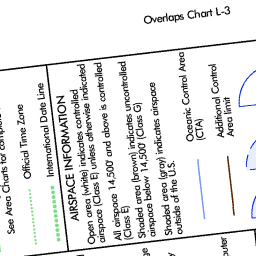 Overlaps Chart L-3
See Area Charts for complete
Official Time Zone
International Date Line
AIRSPACE INFORMATION
Open area (white) indicates controlled
airspace (Class E) unless otherwise indicated
All airspace 14,500' and above is controlled
(Class E)
Shaded area (brown) indicates uncontrolled
airspace below 14,500' (Class G)
Shaded area (gray) indicates airspace
outside of the U.S.
Oceanic Control Area
(CTA)
Additional Control
Area limit